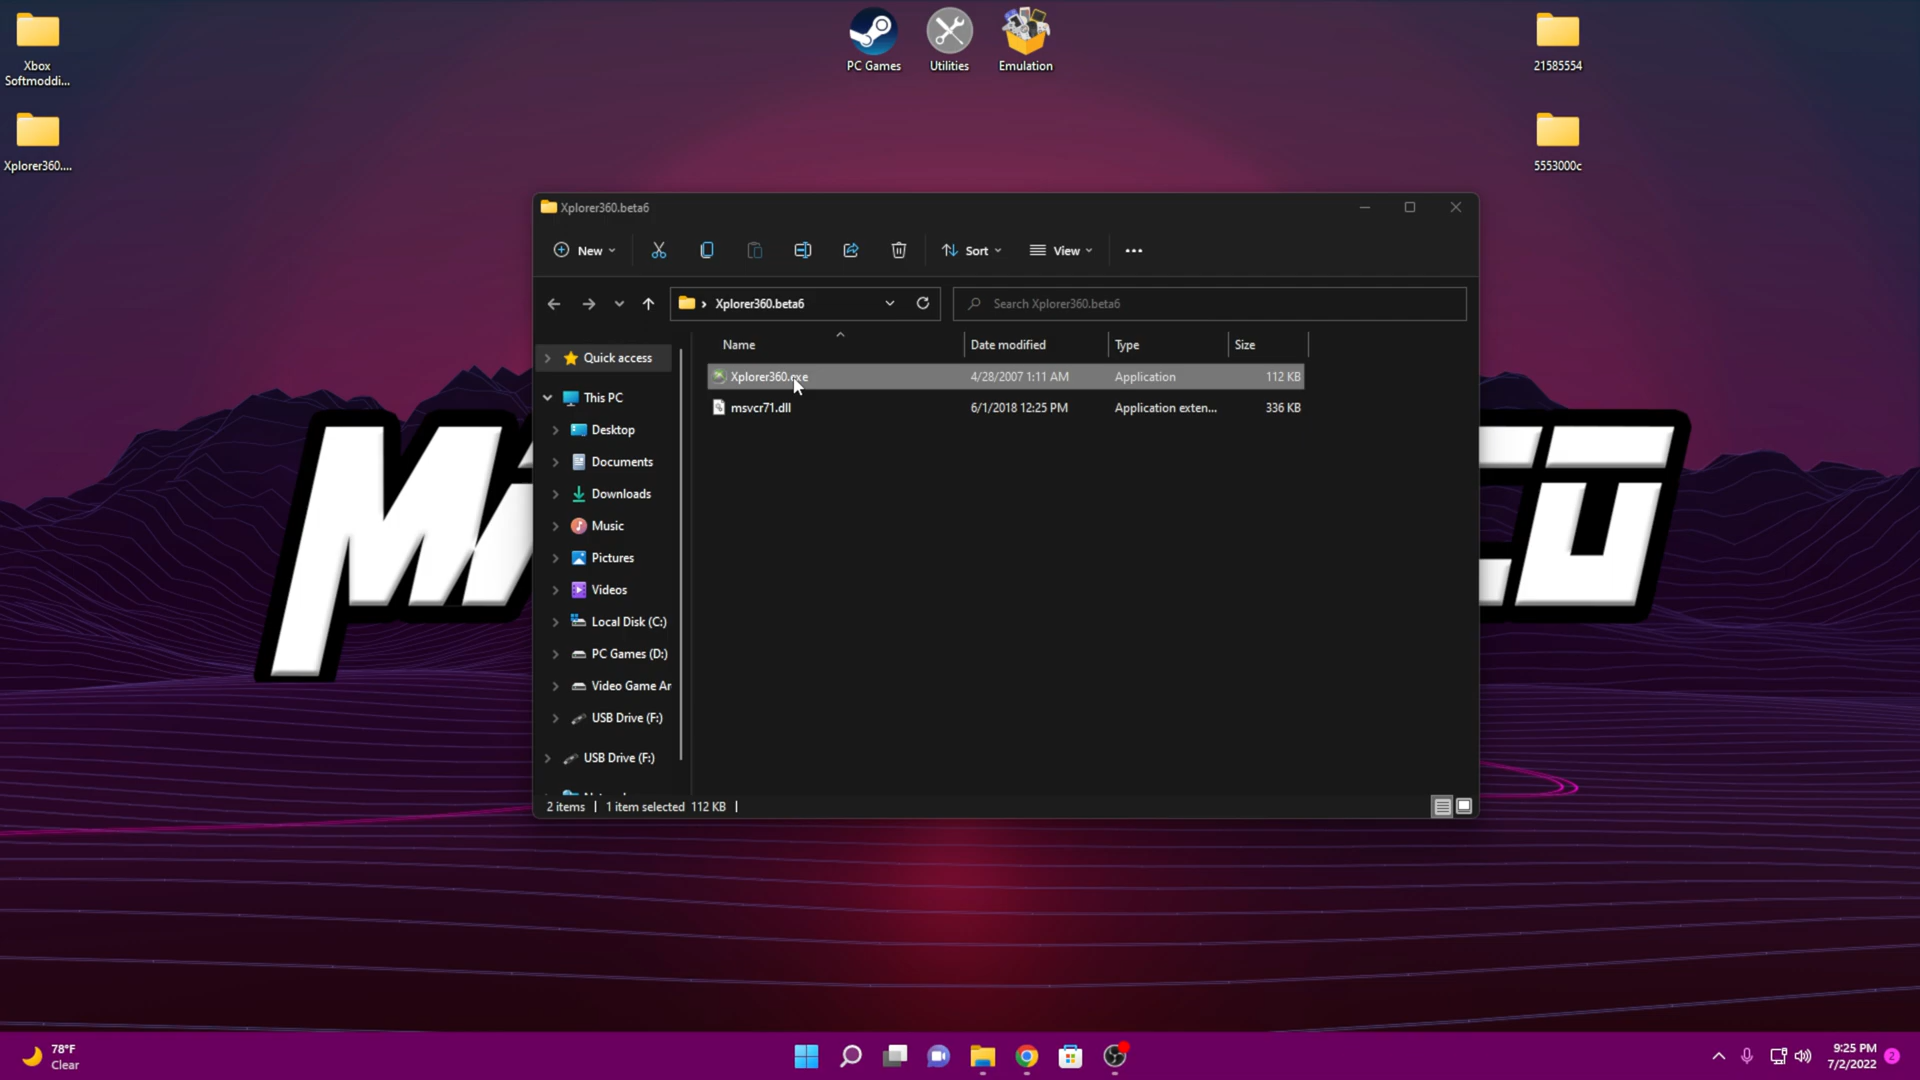 Xbox
Softmoddi...
Xplorer360....
PC Games
Utilities
Emulation
21585554
5553000c
Xplorer360.beta6
New
Sort
View
Xplorer360.beta6
Search Xplorer360.beta6
Name
Date modified
Type
Size
Xplorer360.exe
4/28/2007 1:11 AM
Application
112 KB
msvcr71.dll
6/1/2018 12:25 PM
Application exten...
336 KB
Quick access
This PC
Desktop
Documents
Downloads
Music
Pictures
Videos
Local Disk (C:)
PC Games (D:)
Video Game Ar
USB Drive (F:)
USB Drive (F:)
2 items
1 item selected 112 KB
78°F
Clear
9:25 PM
7/2/2022
2